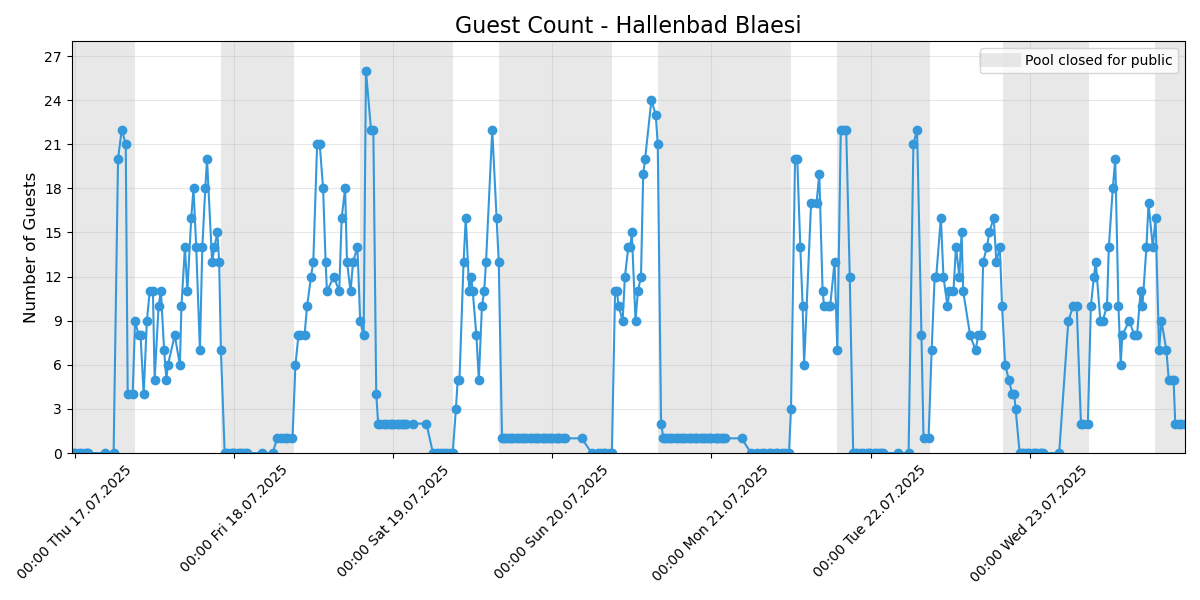 Guest Count - Hallenbad Blaesi
Pool closed for public
Number of Guests
27
24
21
18
15
12
9
6
3
0
00:00 Thu 17.07.2025
00:00 Fri 18.07.2025
00:00 Sat 19.07.2025
00:00 Sun 20.07.2025
00:00 Mon 21.07.2025
00:00 Tue 22.07.2025
00:00 Wed 23.07.2025